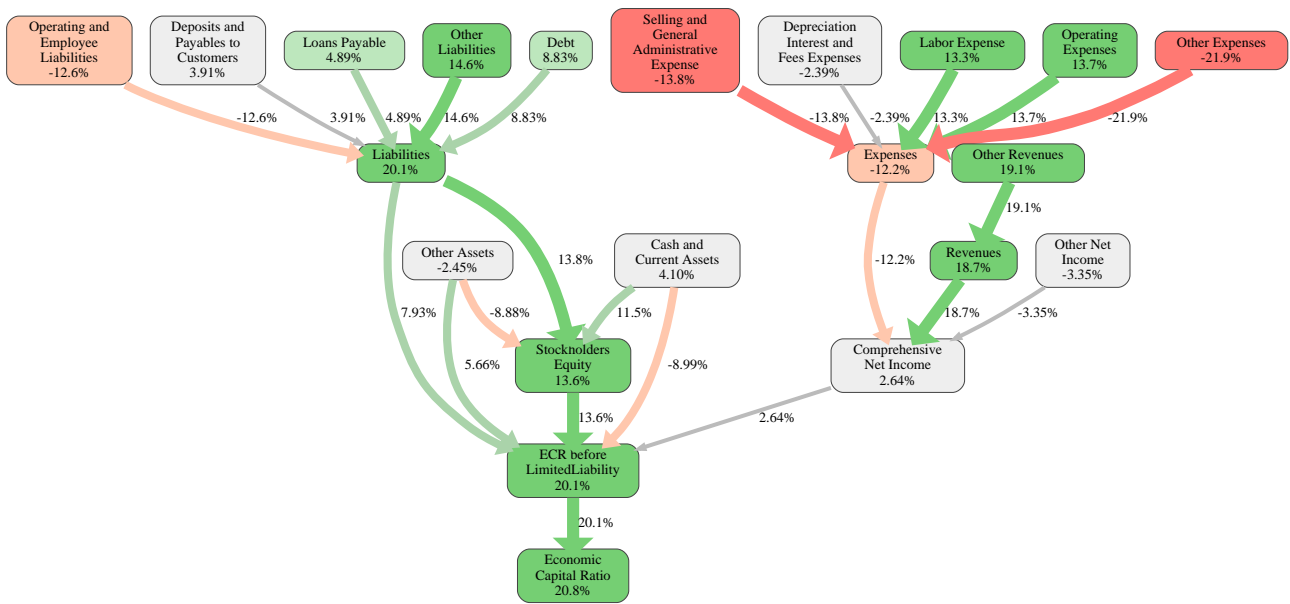 Operating and
Employee
Liabilities
-12.6%
Deposits and
Payables to
Customers
3.91%
Loans Payable
4.89%
Other
Liabilities
14.6%
Debt
8.83%
Selling and
General
Administrative
Expense
-13.8%
Depreciation
Interest and
Fees Expenses
-2.39%
Labor Expense
13.3%
Operating
Expenses
13.7%
Other Expenses
-21.9%
-12.6%
3.91%
4.89%
14.6%
8.83%
-13.8%
-2.39%
13.3%
13.7%
-21.9%
Liabilities
20.1%
Expenses
-12.2%
Other Revenues
19.1%
19.1%
Other Assets
-2.45%
Cash and
Current Assets
4.10%
13.8%
-12.2%
Revenues
18.7%
Other Net
Income
-3.35%
7.93%
-8.88%
11.5%
18.7%
-3.35%
5.66%
Stockholders
Equity
13.6%
-8.99%
Comprehensive
Net Income
2.64%
13.6%
2.64%
ECR before
LimitedLiability
20.1%
20.1%
Economic
Capital Ratio
20.8%